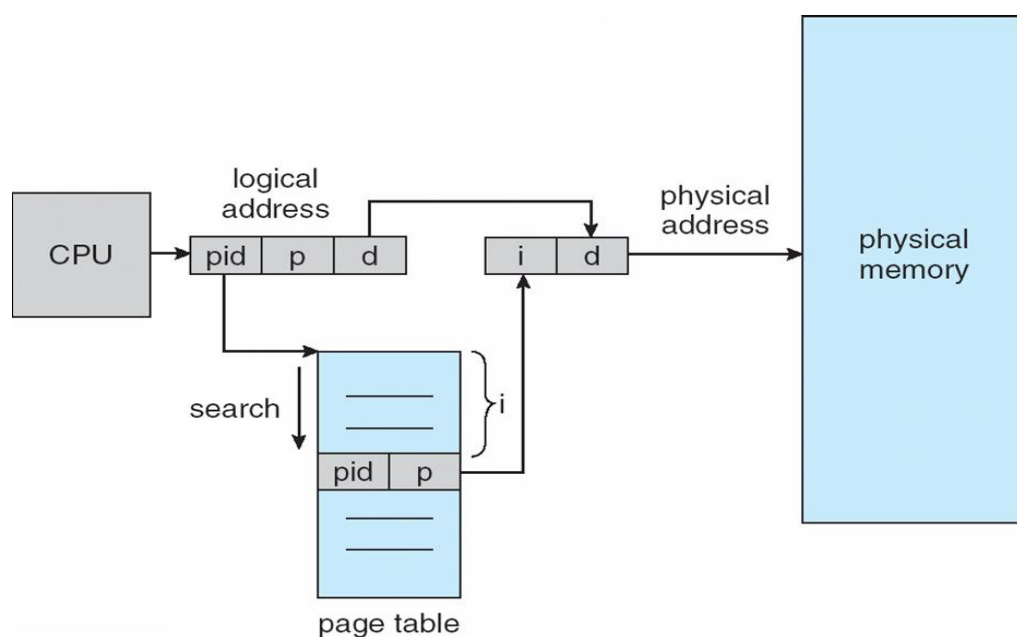 logical
address
physical
address
CPU
pid p d
i d
physical
memory
search
i
pid p
page table